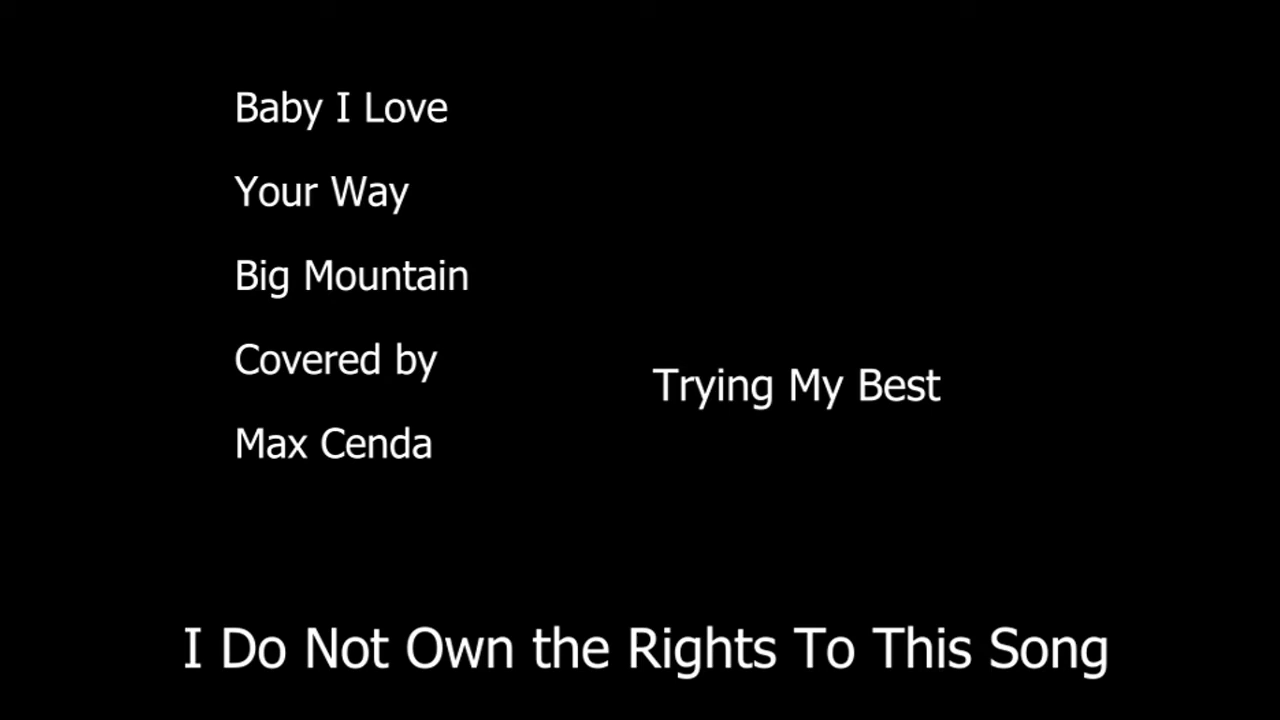 Baby I Love
Your Way
Big Mountain
Covered by
Max Cenda
Trying My Best
I Do Not Own the Rights To This Song